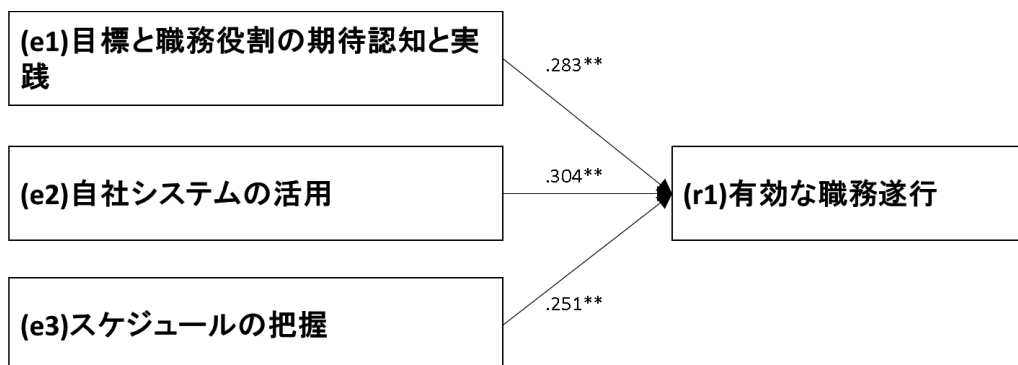 (e1)目標と職務役割の期待認知と実
践
.283**
(e2)自社システムの活用
.304**
(r1)有効な職務遂行
(e3)スケジュールの把握
.251**